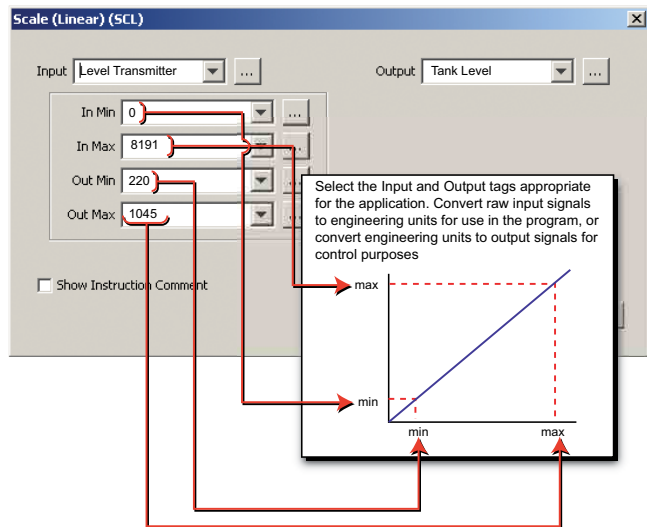 Scale (Linear) (SCL)
Input Level Transmitter ... Output Tank Level ...
In Min 0 ...
In Max 8191 ...
Out Min 220 ...
Out Max 1045 ...
Show Instruction Comment
Select the Input and Output tags appropriate
for the application. Convert raw input signals
to engineering units for use in the program, or
convert engineering units to output signals for
control purposes
max
min
min max